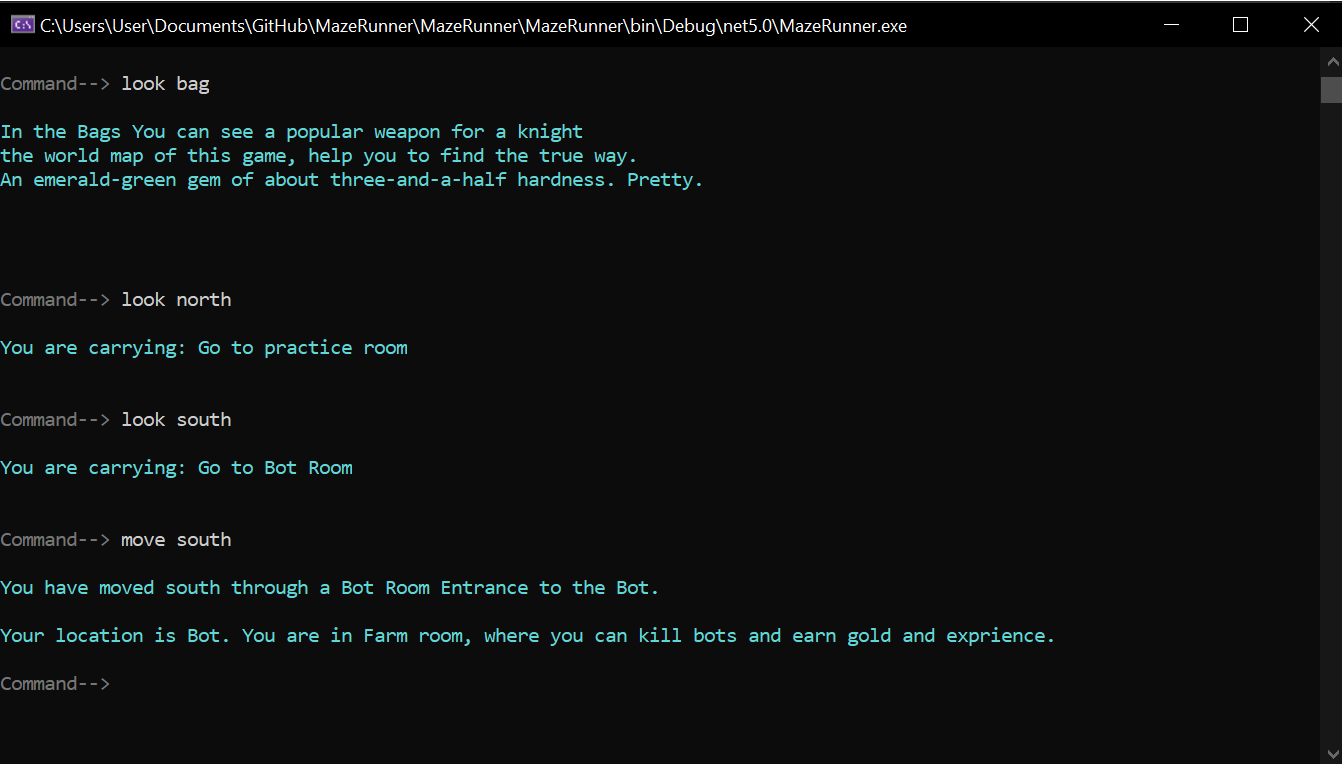 C:\Users\User\Documents\GitHub\MazeRunner\MazeRunner\MazeRunner\bin\Debug\net5.0\MazeRunner.exe
Command--> look bag
In the Bags You can see a popular weapon for a knight
the world map of this game, help you to find the true way.
An emerald-green gem of about three-and-a-half hardness. Pretty.
Command--> look north
You are carrying: Go to practice room
Command--> look south
You are carrying: Go to Bot Room
Command--> move south
You have moved south through a Bot Room Entrance to the Bot.
Your location is Bot. You are in Farm room, where you can kill bots and earn gold and exprience.
Command-->